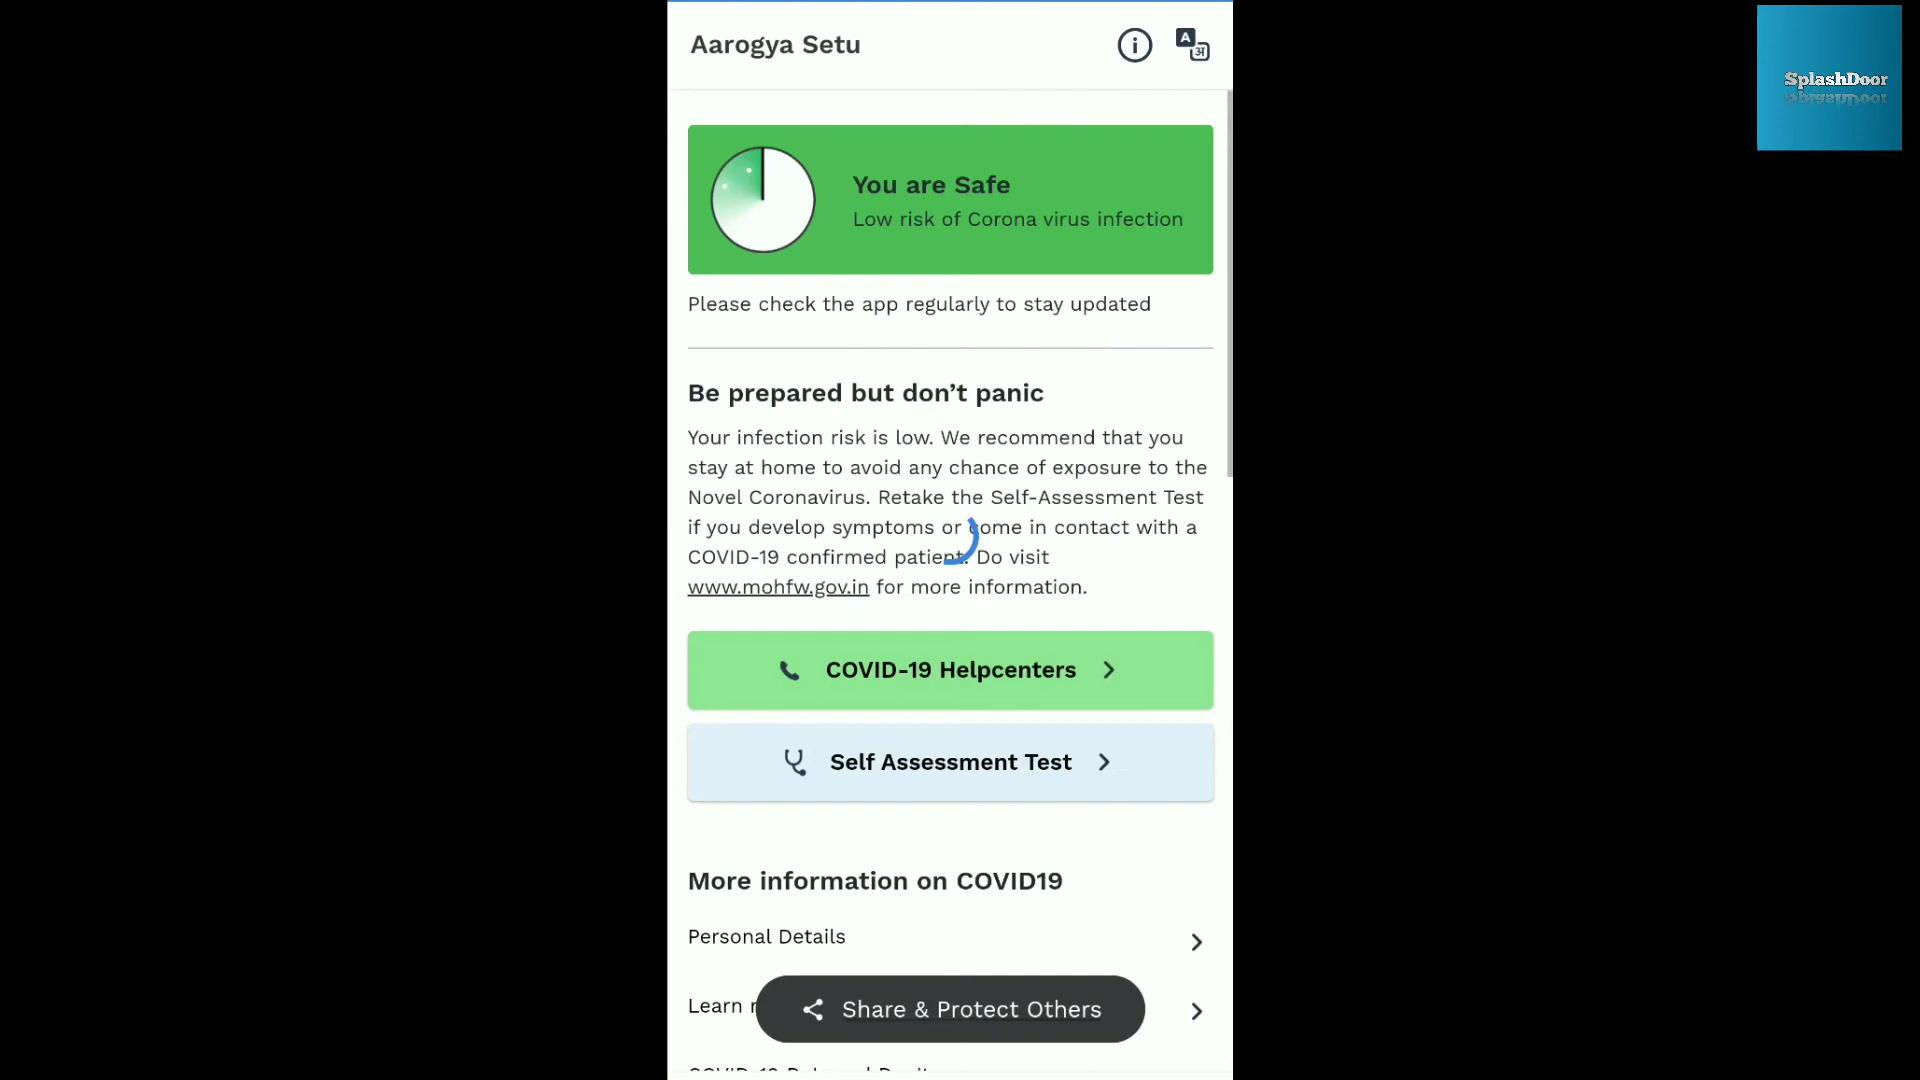 Aarogya Setu
SplashDoor
You are Safe
Low risk of Corona virus infection
Please check the app regularly to stay updated
Be prepared but don’t panic
Your infection risk is low. We recommend that you
stay at home to avoid any chance of exposure to the
Novel Coronavirus. Retake the Self-Assessment Test
if you develop symptoms or come in contact with a
COVID-19 confirmed patient. Do visit
www.mohfw.gov.in for more information.
COVID-19 Helpcenters
Self Assessment Test
More information on COVID19
Personal Details
Learn
Share & Protect Others